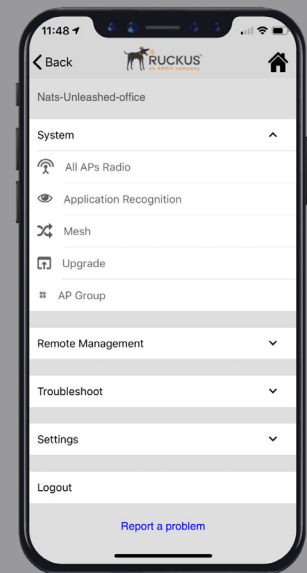 11:48
Back
RUCKUS
an ARRIS company
Nats-Unleashed-office
System
All APs Radio
Application Recognition
Mesh
Upgrade
AP Group
Remote Management
Troubleshoot
Settings
Logout
Report a problem